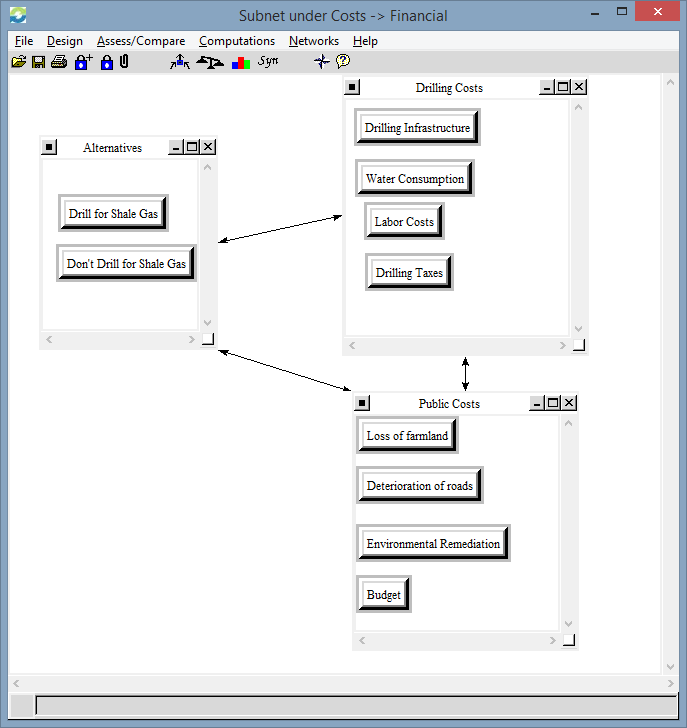 Subnet under Costs -> Financial
File Design Assess/Compare Computations Networks Help
Syn
Drilling Costs
Drilling Infrastructure
Water Consumption
Labor Costs
Drilling Taxes
Alternatives
Drill for Shale Gas
Don't Drill for Shale Gas
Public Costs
Loss of farmland
Deterioration of roads
Environmental Remediation
Budget